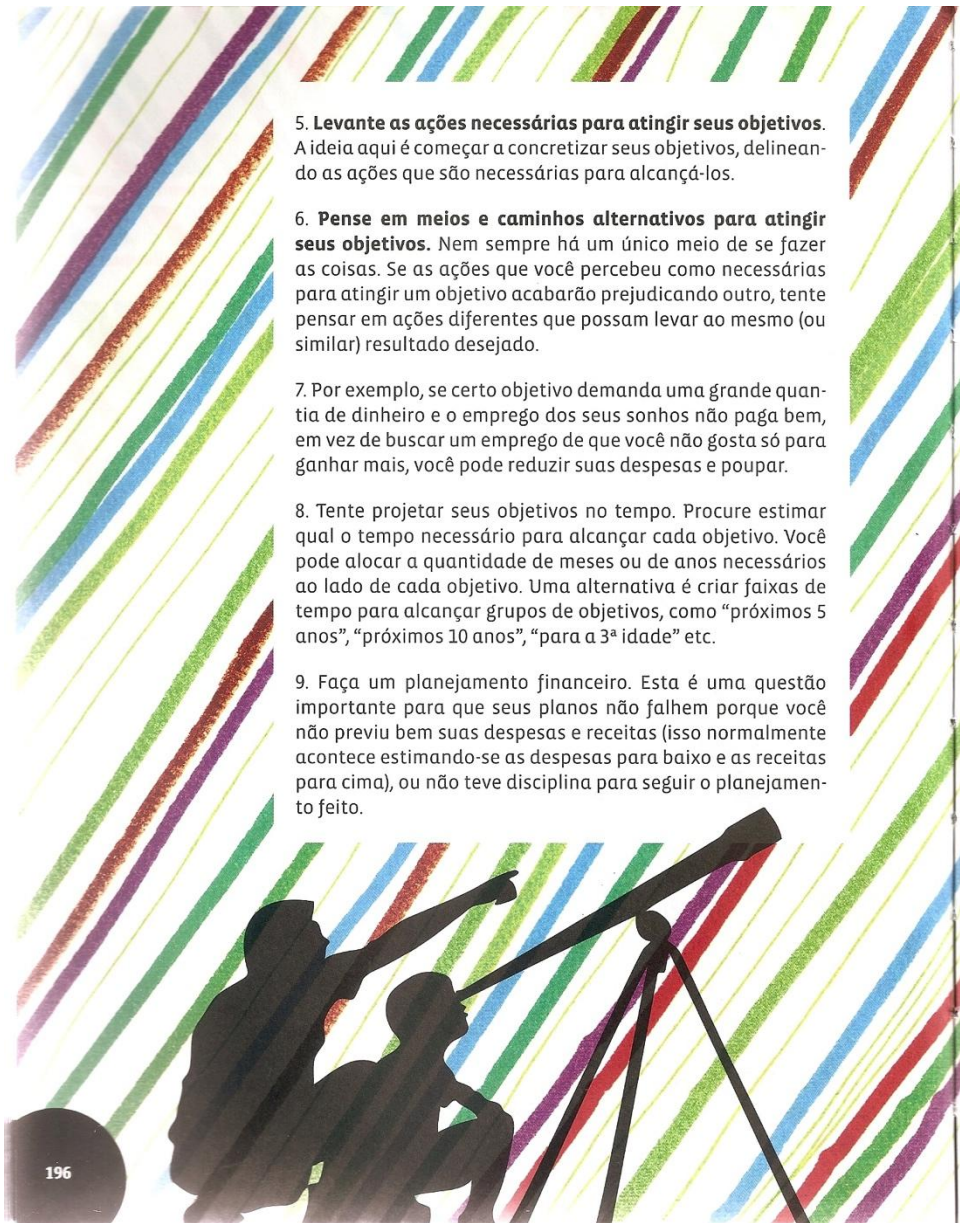 5. Levante as ações necessárias para atingir seus objetivos.
A ideia aqui é começar a concretizar seus objetivos, delinean-
do as ações que são necessárias para alcançá-los.
6. Pense em meios e caminhos alternativos para atingir
seus objetivos. Nem sempre há um único meio de se fazer
as coisas. Se as ações que você percebeu como necessárias
para atingir um objetivo acabarão prejudicando outro, tente
pensar em ações diferentes que possam levar ao mesmo (ou
similar) resultado desejado.
7. Por exemplo, se certo objetivo demanda uma grande quan-
tia de dinheiro e o emprego dos seus sonhos não paga bem,
em vez de buscar um emprego de que você não gosta só para
ganhar mais, você pode reduzir suas despesas e poupar.
8. Tente projetar seus objetivos no tempo. Procure estimar
qual o tempo necessário para alcançar cada objetivo. Você
pode alocar a quantidade de meses ou de anos necessários
ao lado de cada objetivo. Uma alternativa é criar faixas de
tempo para alcançar grupos de objetivos, como “próximos 5
anos”, “próximos 10 anos”, “para a 3ª idade” etc.
9. Faça um planejamento financeiro. Esta é uma questão
importante para que seus planos não falhem porque você
não previu bem suas despesas e receitas (isso normalmente
acontece estimando-se as despesas para baixo e as receitas
para cima), ou não teve disciplina para seguir o planejamen-
to feito.
196